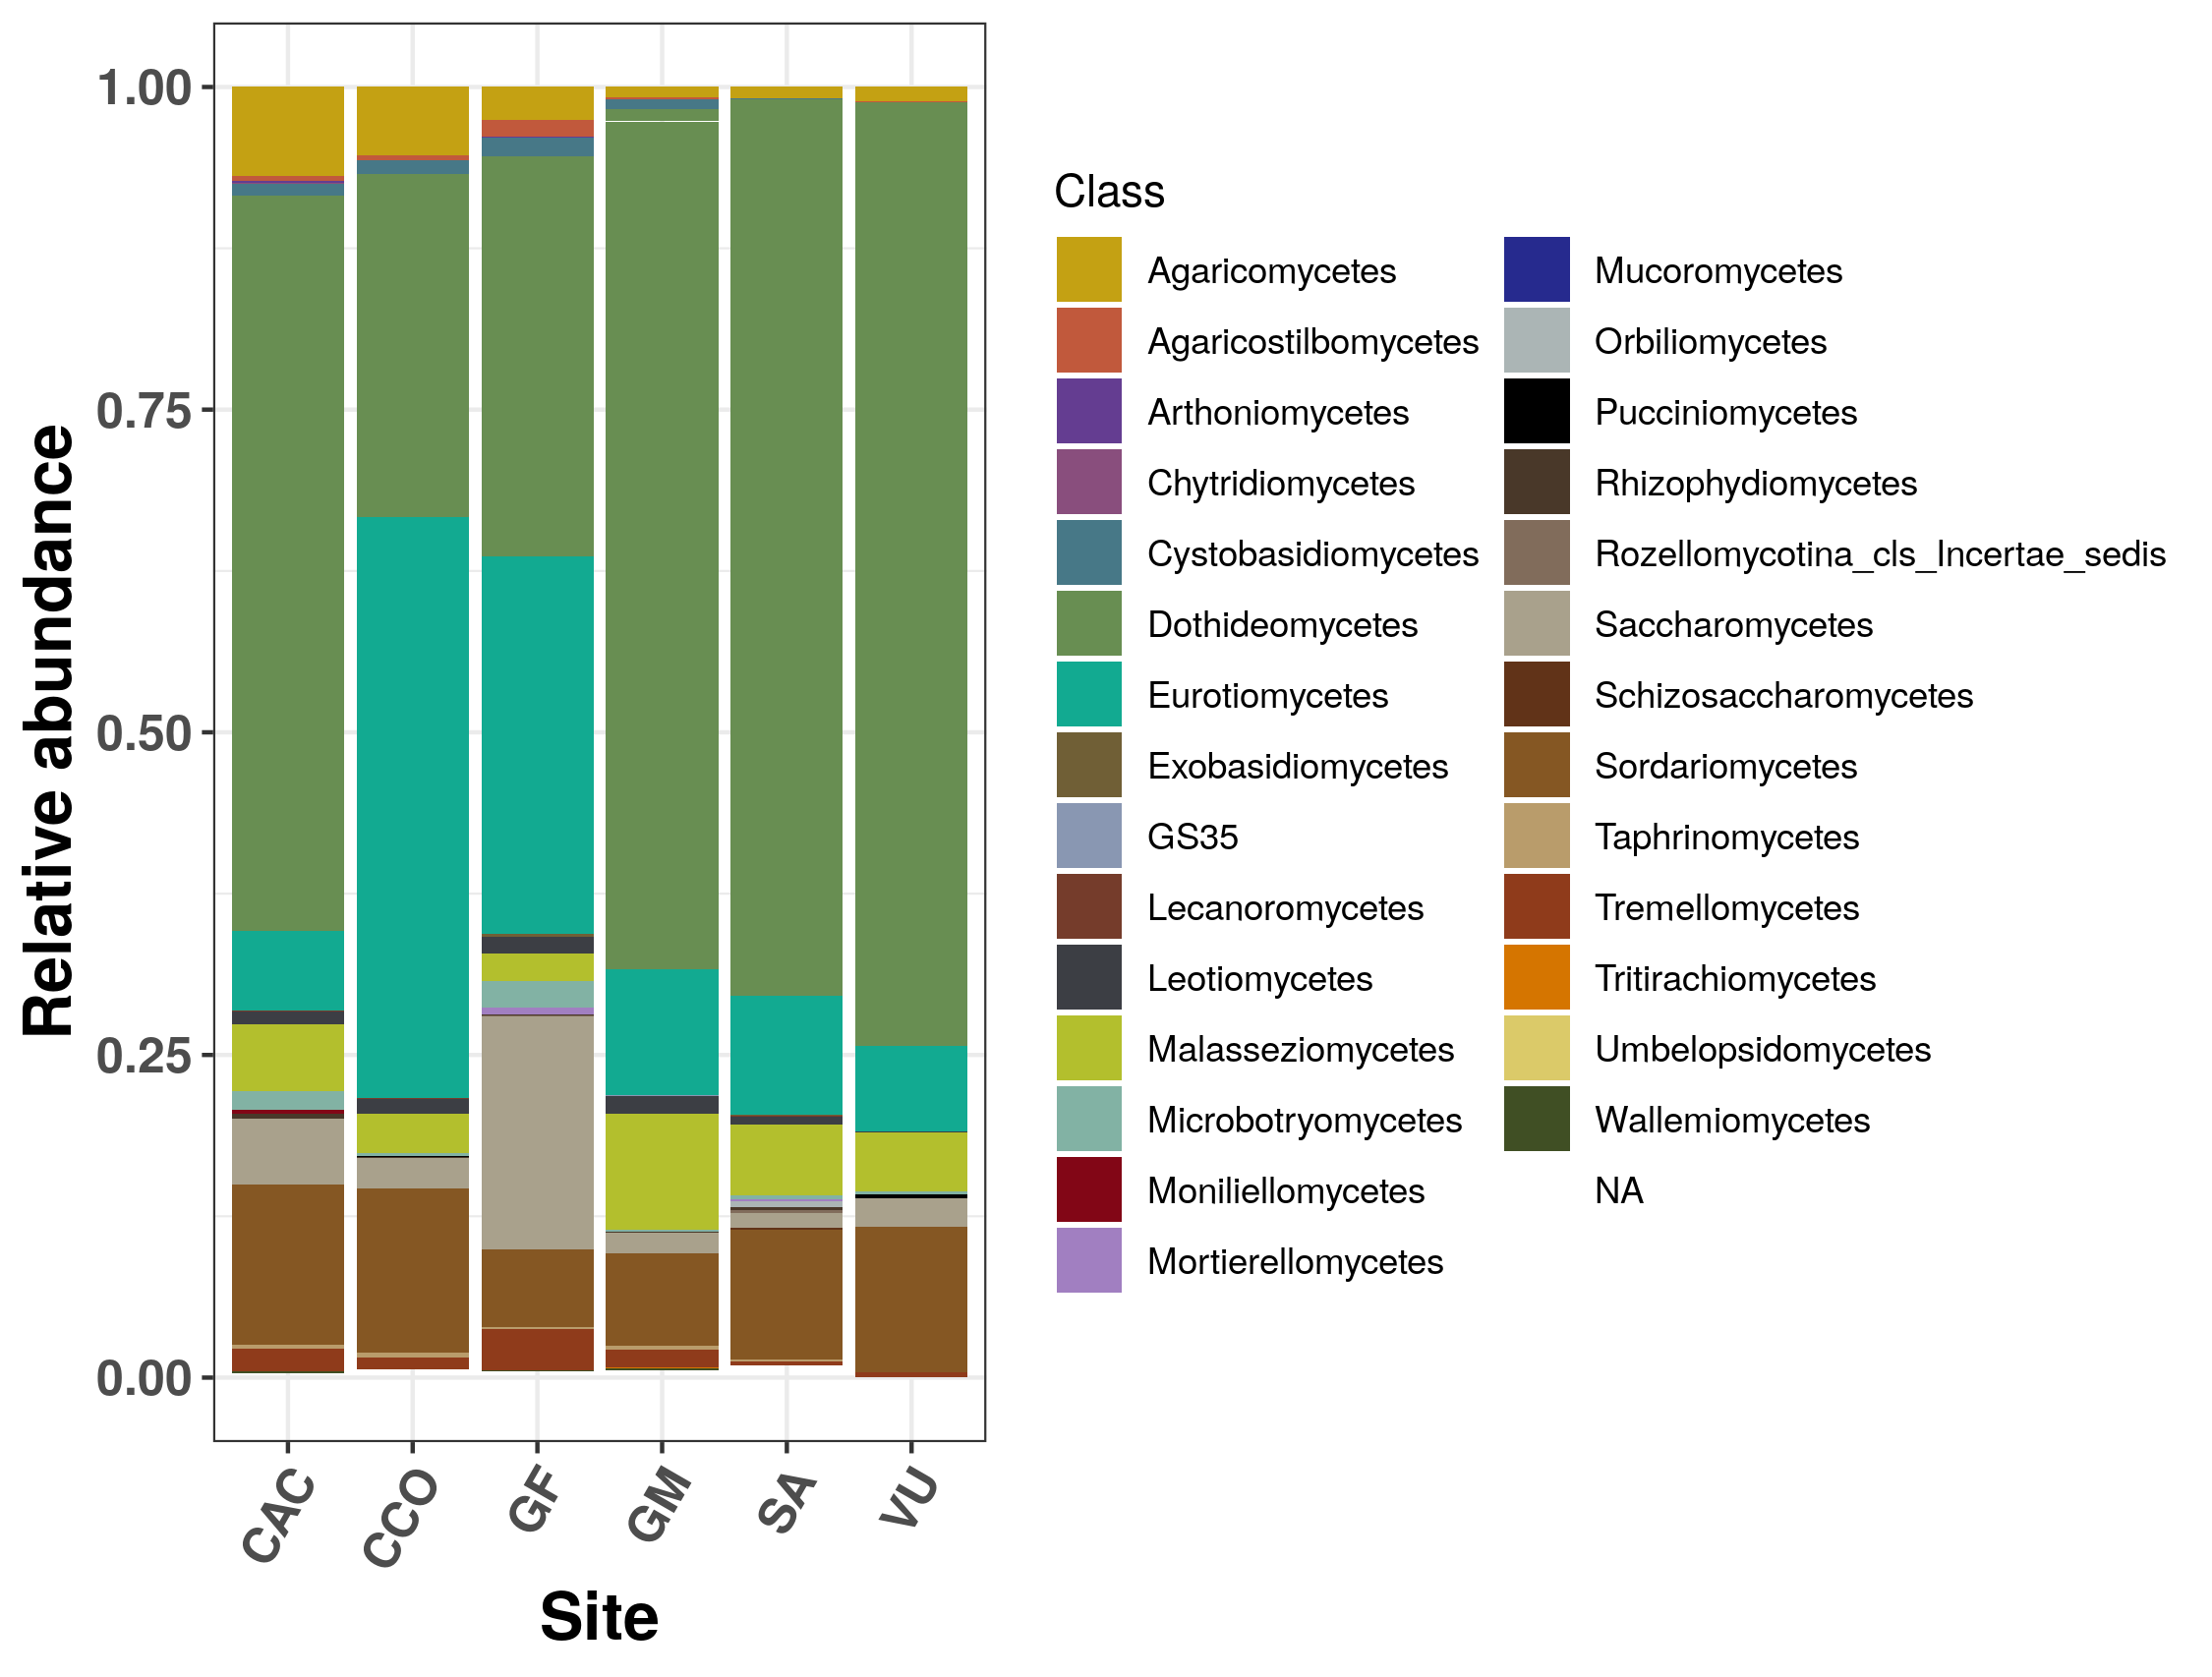 Relative abundance
1.00
0.75
0.50
0.25
0.00
CAC
CCO
GF
GM
SA
VU
Site
Class
Agaricomycetes
Agaricostilbomycetes
Arthoniomycetes
Chytridiomycetes
Cystobasidiomycetes
Dothideomycetes
Eurotiomycetes
Exobasidiomycetes
GS35
Lecanoromycetes
Leotiomycetes
Malasseziomycetes
Microbotryomycetes
Moniliellomycetes
Mortierellomycetes
Mucoromycetes
Orbiliomycetes
Pucciniomycetes
Rhizophydiomycetes
Rozellomycotina_cls_Incertae_sedis
Saccharomycetes
Schizosaccharomycetes
Sordariomycetes
Taphrinomycetes
Tremellomycetes
Tritirachiomycetes
Umbelopsidomycetes
Wallemiomycetes
NA